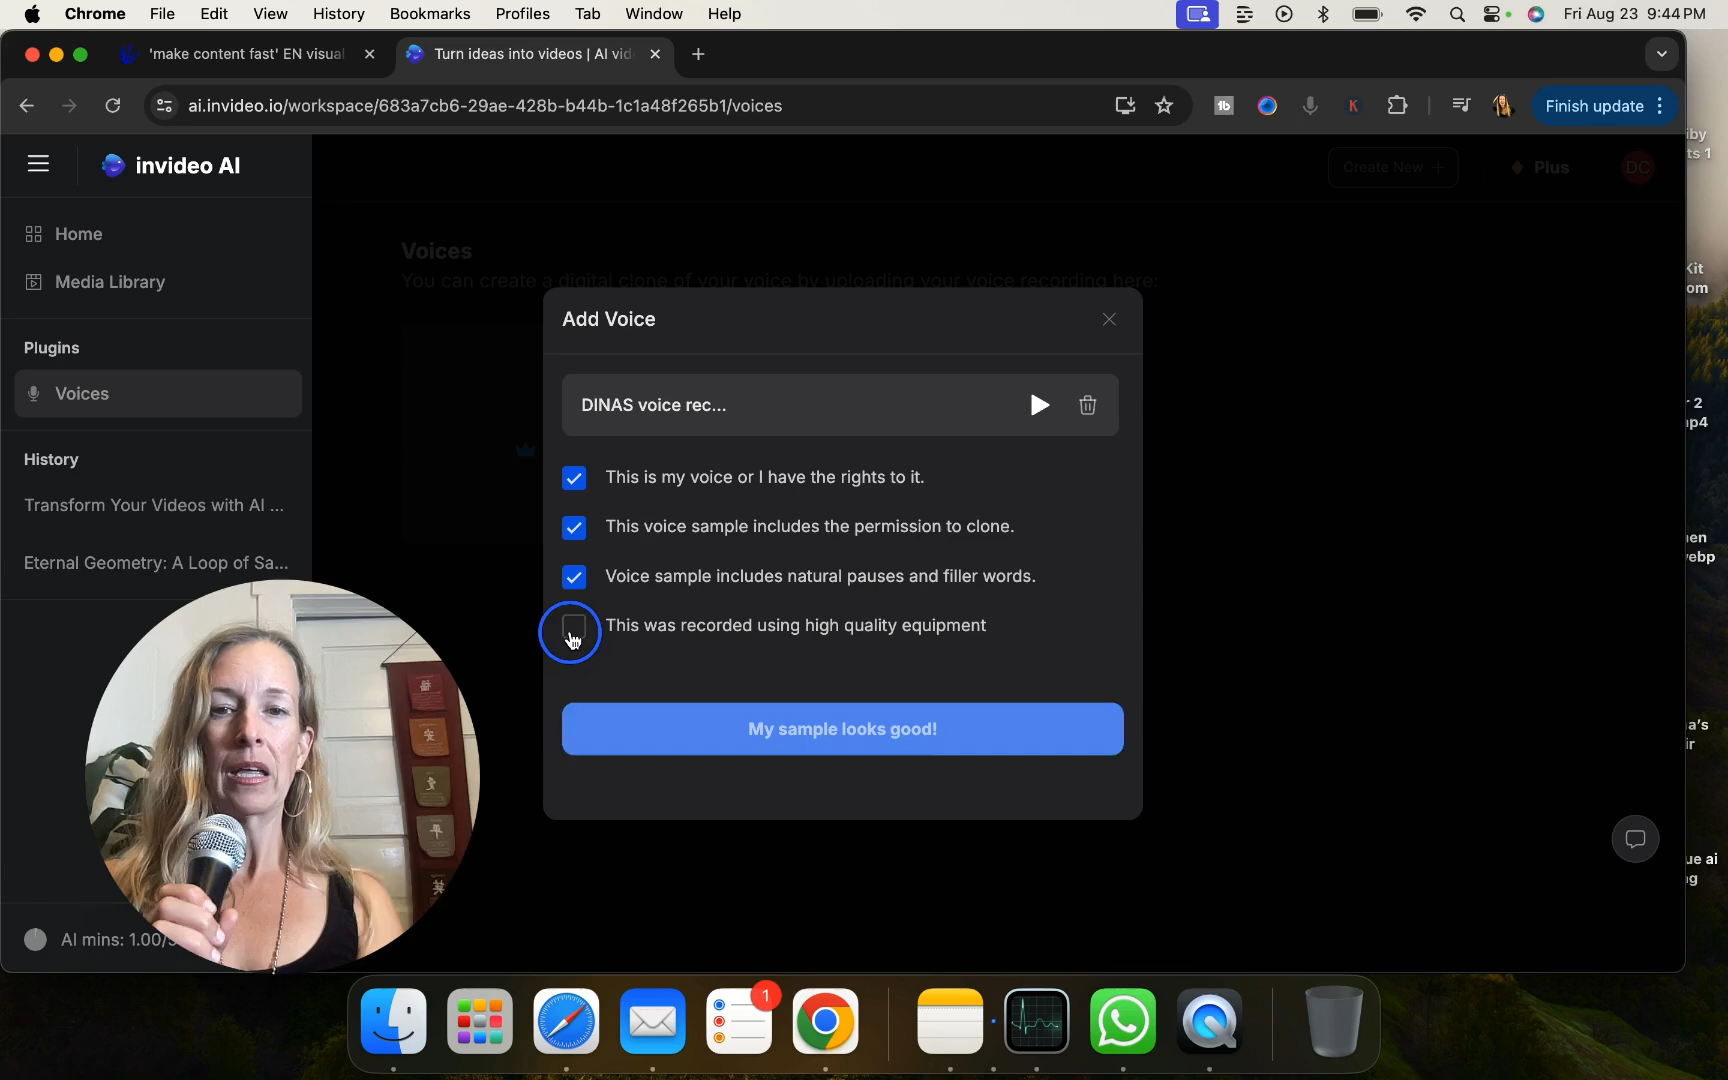 Chrome File Edit View History Bookmarks Profiles Tab Window Help Fri Aug 23 9:44 PM
'make content fast' EN visual Turn ideas into videos | AI vid
ai.invideo.io/workspace/683a7cb6-29ae-428b-b44b-1c1a48f265b1/voices Finish update
invideo AI
Create New + Plus DC
Home
Media Library
Plugins
Voices
History
Transform Your Videos with AI ...
Eternal Geometry: A Loop of Sa...
AI mins: 1.00/
Voices
You can create a digital clone of your voice by uploading your voice recording here:
Add Voice
DINAS voice rec...
This is my voice or I have the rights to it.
This voice sample includes the permission to clone.
Voice sample includes natural pauses and filler words.
This was recorded using high quality equipment
My sample looks good!
1